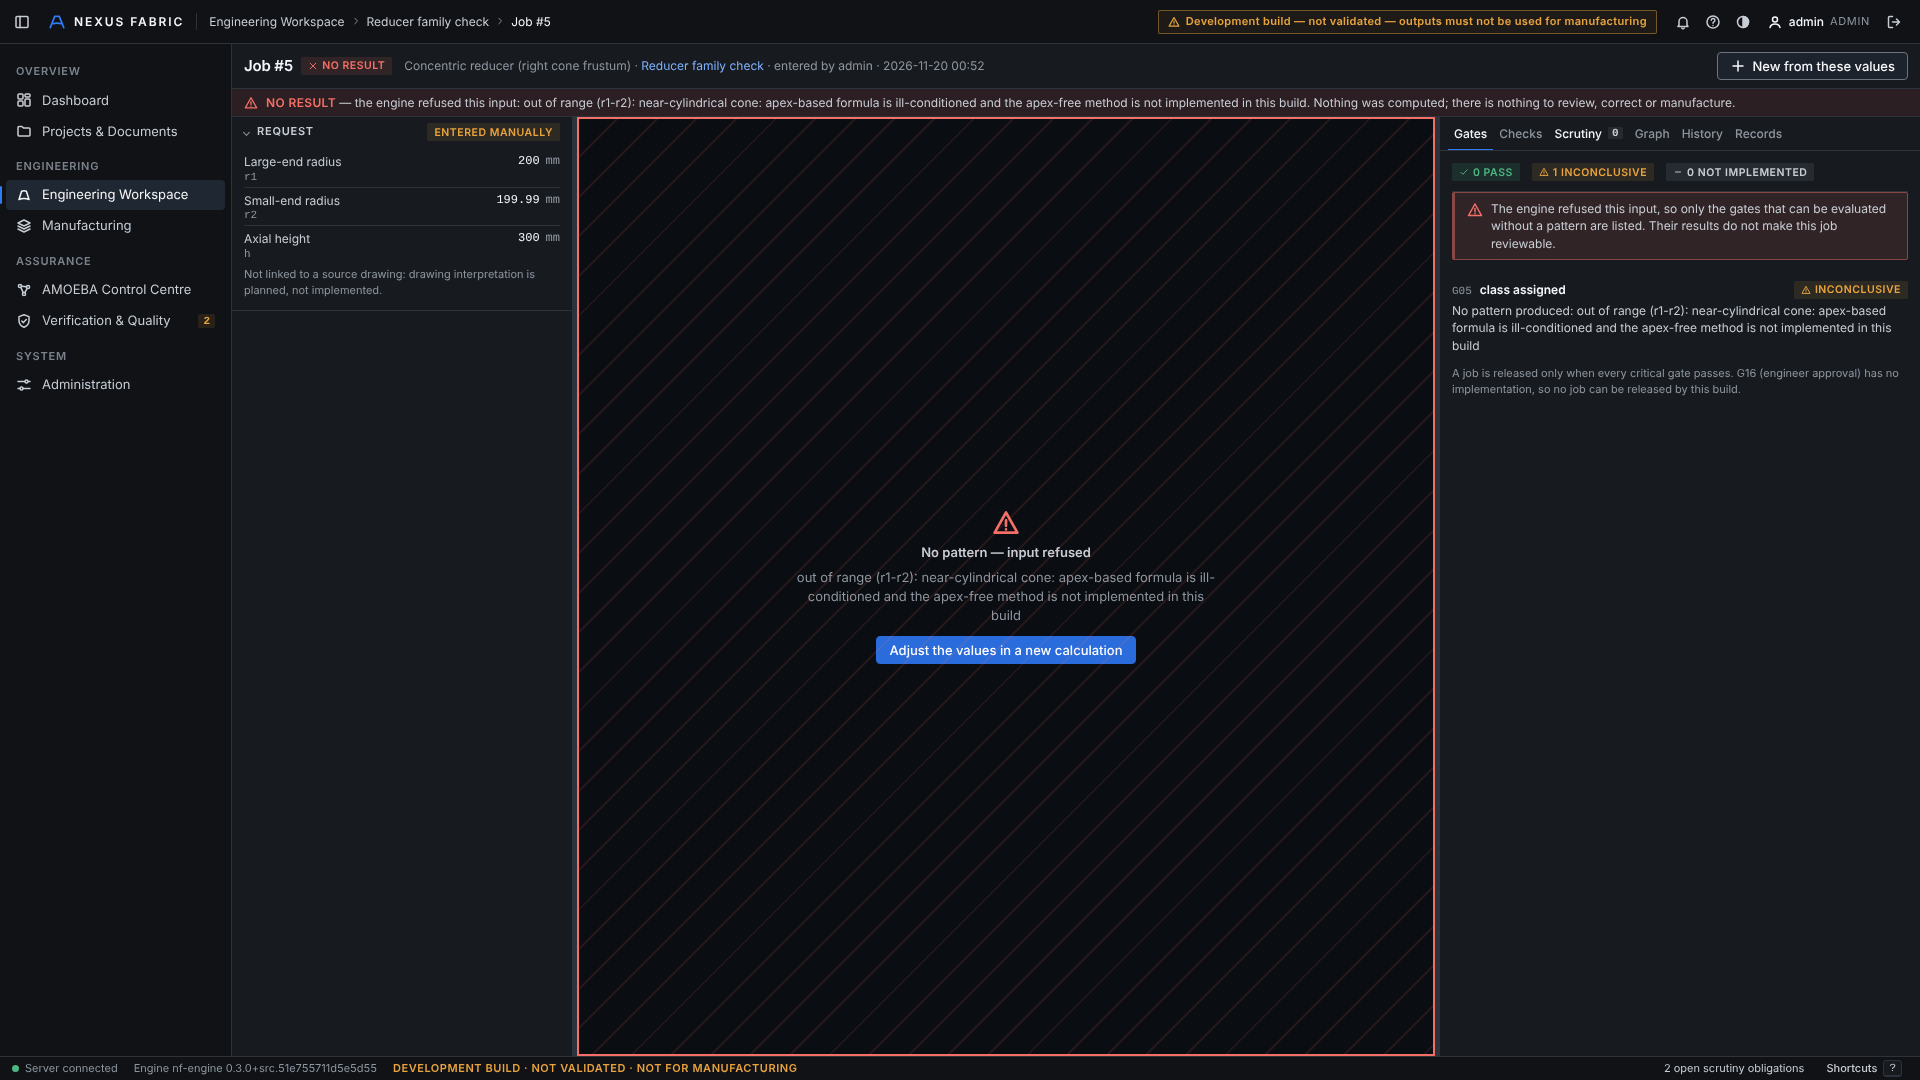 NEXUS FABRIC
Engineering Workspace > Reducer family check > Job #5
Development build — not validated — outputs must not be used for manufacturing
admin ADMIN
OVERVIEW
Dashboard
Projects & Documents
ENGINEERING
Engineering Workspace
Manufacturing
ASSURANCE
AMOEBA Control Centre
Verification & Quality 2
SYSTEM
Administration
Job #5 NO RESULT Concentric reducer (right cone frustum) · Reducer family check · entered by admin · 2026-11-20 00:52
New from these values
NO RESULT — the engine refused this input: out of range (r1-r2): near-cylindrical cone: apex-based formula is ill-conditioned and the apex-free method is not implemented in this build. Nothing was computed; there is nothing to review, correct or manufacture.
REQUEST ENTERED MANUALLY
Large-end radius 200 mm
r1
Small-end radius 199.99 mm
r2
Axial height 300 mm
h
Not linked to a source drawing: drawing interpretation is
planned, not implemented.
No pattern — input refused
out of range (r1-r2): near-cylindrical cone: apex-based formula is ill-
conditioned and the apex-free method is not implemented in this
build
Adjust the values in a new calculation
Gates Checks Scrutiny 0 Graph History Records
0 PASS 1 INCONCLUSIVE 0 NOT IMPLEMENTED
The engine refused this input, so only the gates that can be evaluated
without a pattern are listed. Their results do not make this job
reviewable.
G05 class assigned INCONCLUSIVE
No pattern produced: out of range (r1-r2): near-cylindrical cone: apex-based
formula is ill-conditioned and the apex-free method is not implemented in this
build
A job is released only when every critical gate passes. G16 (engineer approval) has no
implementation, so no job can be released by this build.
Server connected Engine nf-engine 0.3.0+src.51e755711d5e5d55 DEVELOPMENT BUILD · NOT VALIDATED · NOT FOR MANUFACTURING
2 open scrutiny obligations Shortcuts ?